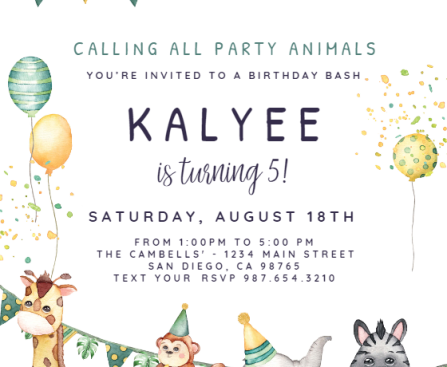 CALLING ALL PARTY ANIMALS
YOU'RE INVITED TO A BIRTHDAY BASH
KALYEE
is turning 5!
SATURDAY, AUGUST 18TH
FROM 1:00PM TO 5:00 PM
THE CAMBELLS' - 1234 MAIN STREET
SAN DIEGO, CA 98765
TEXT YOUR RSVP 987.654.3210